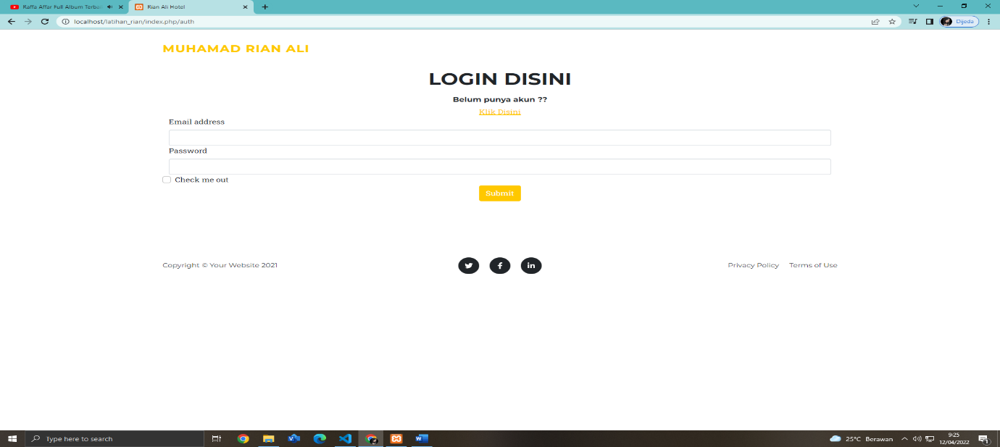 Raffa Affar Full Album Terba
Rian Ali Hotel
localhost/latihan_rian/index.php/auth
Dijeda
MUHAMAD RIAN ALI
LOGIN DISINI
Belum punya akun ??
Klik Disini
Email address
Password
Check me out
Submit
Copyright © Your Website 2021
Privacy Policy Terms of Use
Type here to search
25°C Berawan
9:25
12/04/2022
1